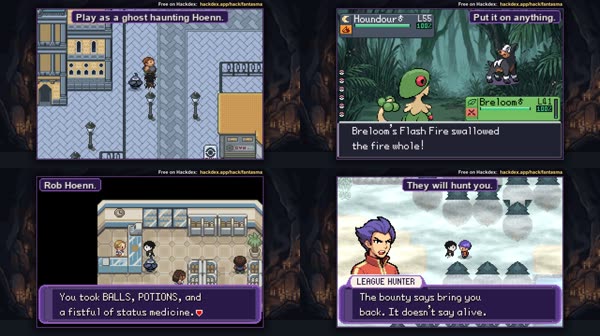 Free on Hackdex: hackdex.app/hack/fantasma
Play as a ghost haunting Hoenn.
Free on Hackdex: hackdex.app/hack/fantasma
Put it on anything.
Houndour♂ L55
100%
Breloom♂ L41
100%
Breloom's Flash Fire swallowed
the fire whole!
Free on Hackdex: hackdex.app/hack/fantasma
Rob Hoenn.
You took BALLS, POTIONS, and
a fistful of status medicine.
Free on Hackdex: hackdex.app/hack/fantasma
They will hunt you.
LEAGUE HUNTER
The bounty says bring you
back. It doesn't say alive.